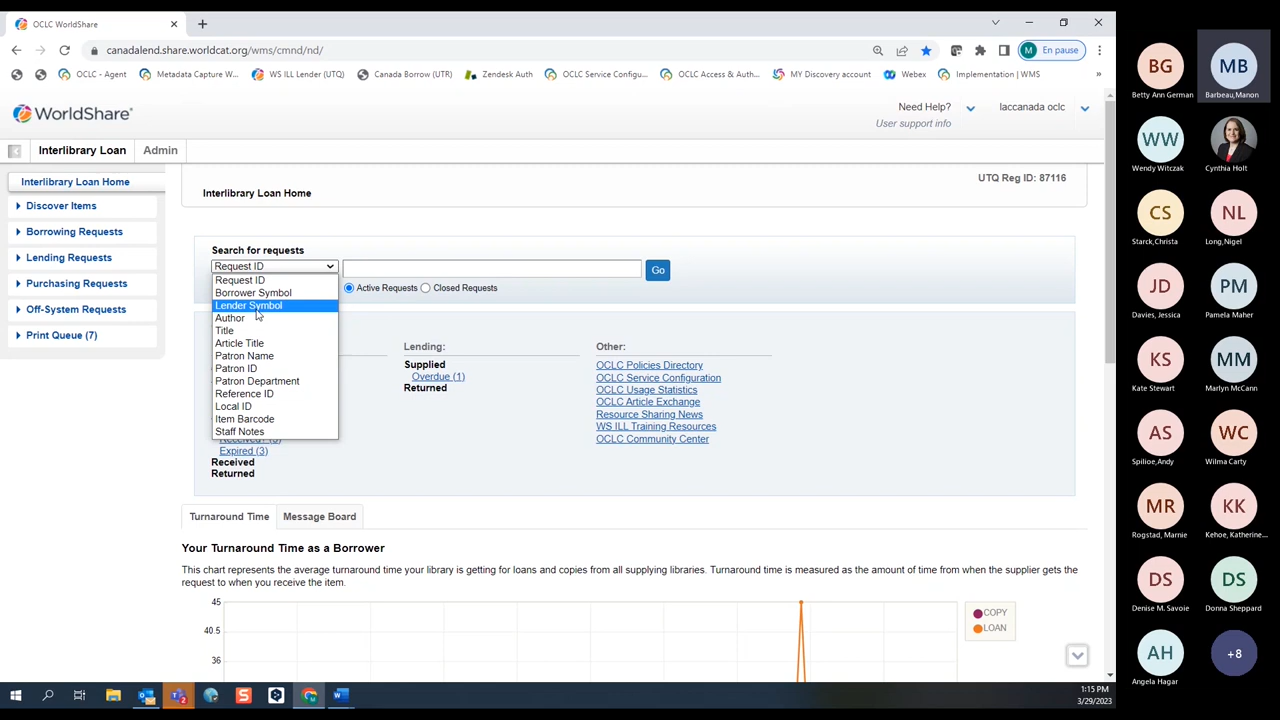 OCLC WorldShare
canadalend.share.worldcat.org/wms/cmnd/nd/
M
En pause
OCLC - Agent
Metadata Capture W...
WS ILL Lender (UTQ)
Canada Borrow (UTR)
Zendesk Auth
OCLC Service Configu...
OCLC Access & Auth...
MY Discovery account
Webex
Implementation | WMS
»
WorldShare®
Need Help?
laccanada oclc
User support info
Interlibrary Loan
Admin
Interlibrary Loan Home
Discover Items
Borrowing Requests
Lending Requests
Purchasing Requests
Off-System Requests
Print Queue (7)
UTQ Reg ID: 87116
Interlibrary Loan Home
Search for requests
Request ID
Go
Active Requests
Closed Requests
Request ID
Borrower Symbol
Lender Symbol
Author
Title
Article Title
Patron Name
Patron ID
Patron Department
Reference ID
Local ID
Item Barcode
Staff Notes
Expired (3)
Received
Returned
Lending:
Supplied
Overdue (1)
Returned
Other:
OCLC Policies Directory
OCLC Service Configuration
OCLC Usage Statistics
OCLC Article Exchange
Resource Sharing News
WS ILL Training Resources
OCLC Community Center
Turnaround Time
Message Board
Your Turnaround Time as a Borrower
This chart represents the average turnaround time your library is getting for loans and copies from all supplying libraries. Turnaround time is measured as the amount of time from when the supplier gets the
request to when you receive the item.
45
40.5
36
COPY
LOAN
1:15 PM
3/29/2023
BG
Betty Ann German
MB
Barbeau,Manon
WW
Wendy Witczak
Cynthia Holt
CS
Starck,Christa
NL
Long,Nigel
JD
Davies, Jessica
PM
Pamela Maher
KS
Kate Stewart
MM
Marlyn McCann
AS
Spilioe,Andy
WC
Wilma Carty
MR
Rogstad, Marnie
KK
Kehoe, Katherine...
DS
Denise M. Savoie
DS
Donna Sheppard
AH
Angela Hagar
+8